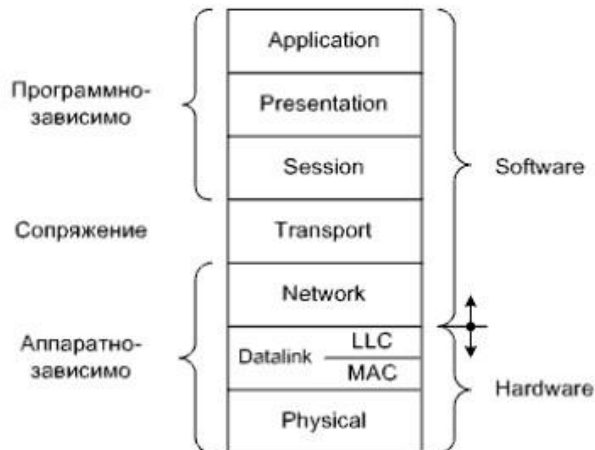 Application
Программно-
зависимо
Presentation
Session
Software
Сопряжение
Transport
Network
Аппаратно-
зависимо
Datalink
LLC
MAC
Hardware
Physical